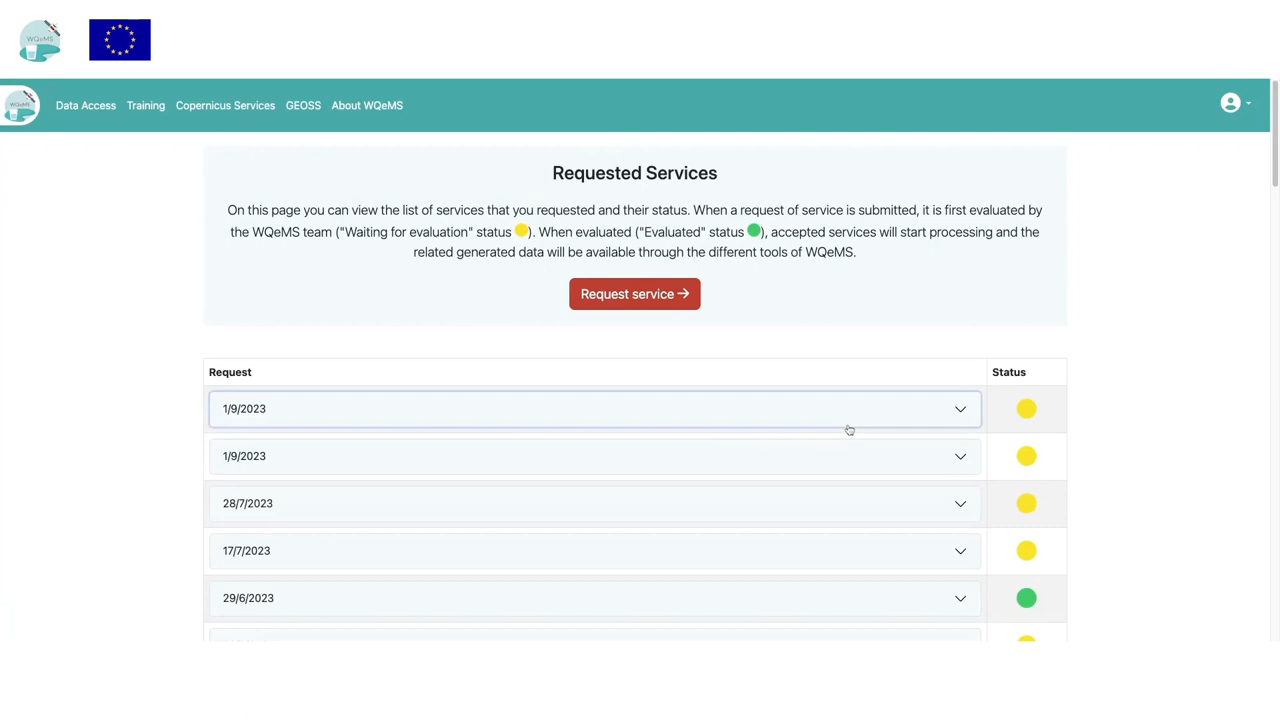 WQeMS
WQeMS
Data Access Training Copernicus Services GEOSS About WQeMS
Requested Services
On this page you can view the list of services that you requested and their status. When a request of service is submitted, it is first evaluated by
the WQeMS team ("Waiting for evaluation" status ). When evaluated ("Evaluated" status ), accepted services will start processing and the
related generated data will be available through the different tools of WQeMS.
Request service →
Request Status
1/9/2023
1/9/2023
28/7/2023
17/7/2023
29/6/2023